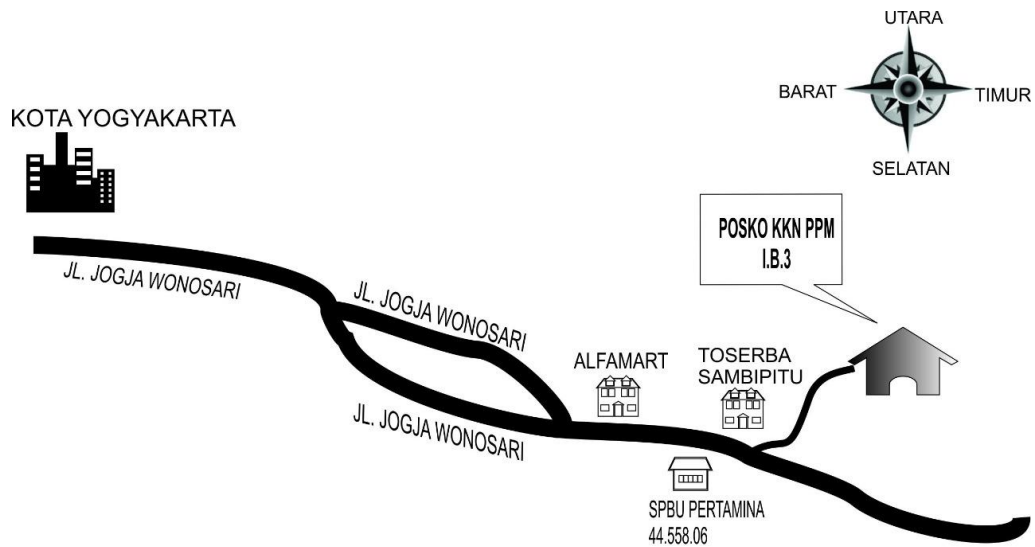 UTARA
BARAT
TIMUR
SELATAN
KOTA YOGYAKARTA
POSKO KKN PPM
I.B.3
JL. JOGJA WONOSARI
JL. JOGJA WONOSARI
JL. JOGJA WONOSARI
ALFAMART
TOSERBA
SAMBIPITU
SPBU PERTAMINA
44.558.06